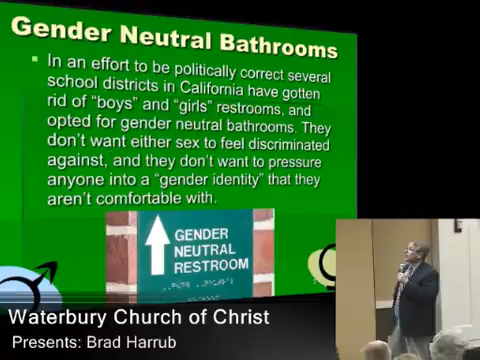 Gender Neutral Bathrooms
In an effort to be politically correct several
school districts in California have gotten
rid of “boys” and “girls” restrooms, and
opted for gender neutral bathrooms. They
don’t want either sex to feel discriminated
against, and they don’t want to pressure
anyone into a “gender identity” that they
aren’t comfortable with.
GENDER
NEUTRAL
RESTROOM
Waterbury Church of Christ
Presents: Brad Harrub